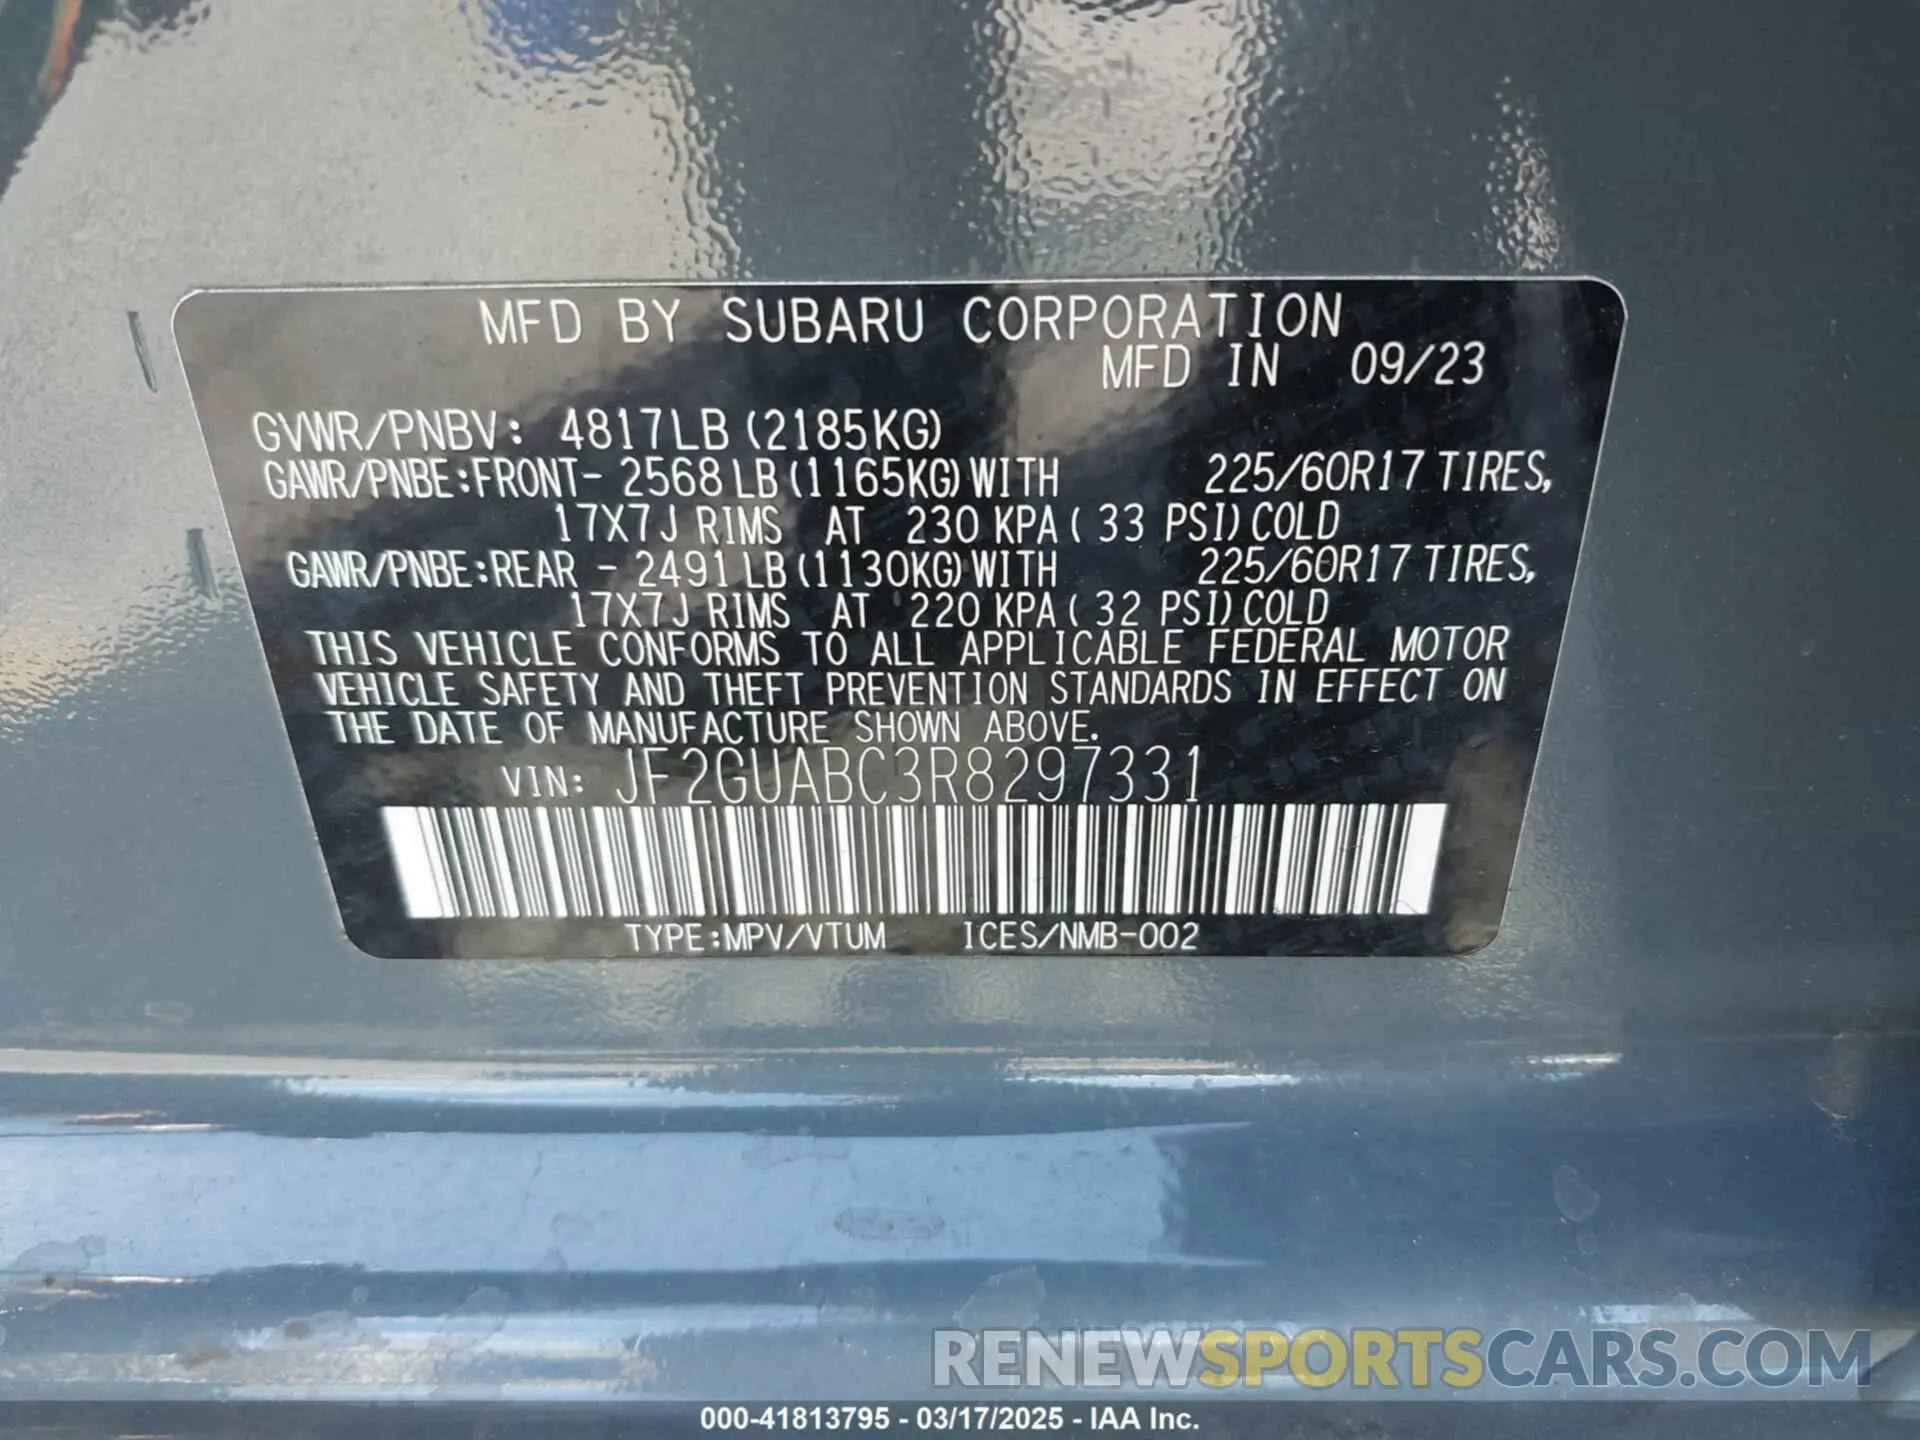 MFD BY SUBARU CORPORATION
MFD IN 09/23
GVWR/PNBV: 4817LB (2185KG)
GAWR/PNBE:FRONT- 2568 LB (1165KG) WITH 225/60R17 TIRES,
17X7J RIMS AT 230 KPA ( 33 PSI) COLD
GAWR/PNBE:REAR - 2491 LB (1130KG) WITH 225/60R17 TIRES,
17X7J RIMS AT 220 KPA ( 32 PSI) COLD
THIS VEHICLE CONFORMS TO ALL APPLICABLE FEDERAL MOTOR
VEHICLE SAFETY AND THEFT PREVENTION STANDARDS IN EFFECT ON
THE DATE OF MANUFACTURE SHOWN ABOVE.
VIN: JF2GUABC3R8297331
TYPE:MPV/VTUM ICES/NMB-002
RENEWSPORTSCARS.COM
000-41813795 - 03/17/2025 - IAA Inc.